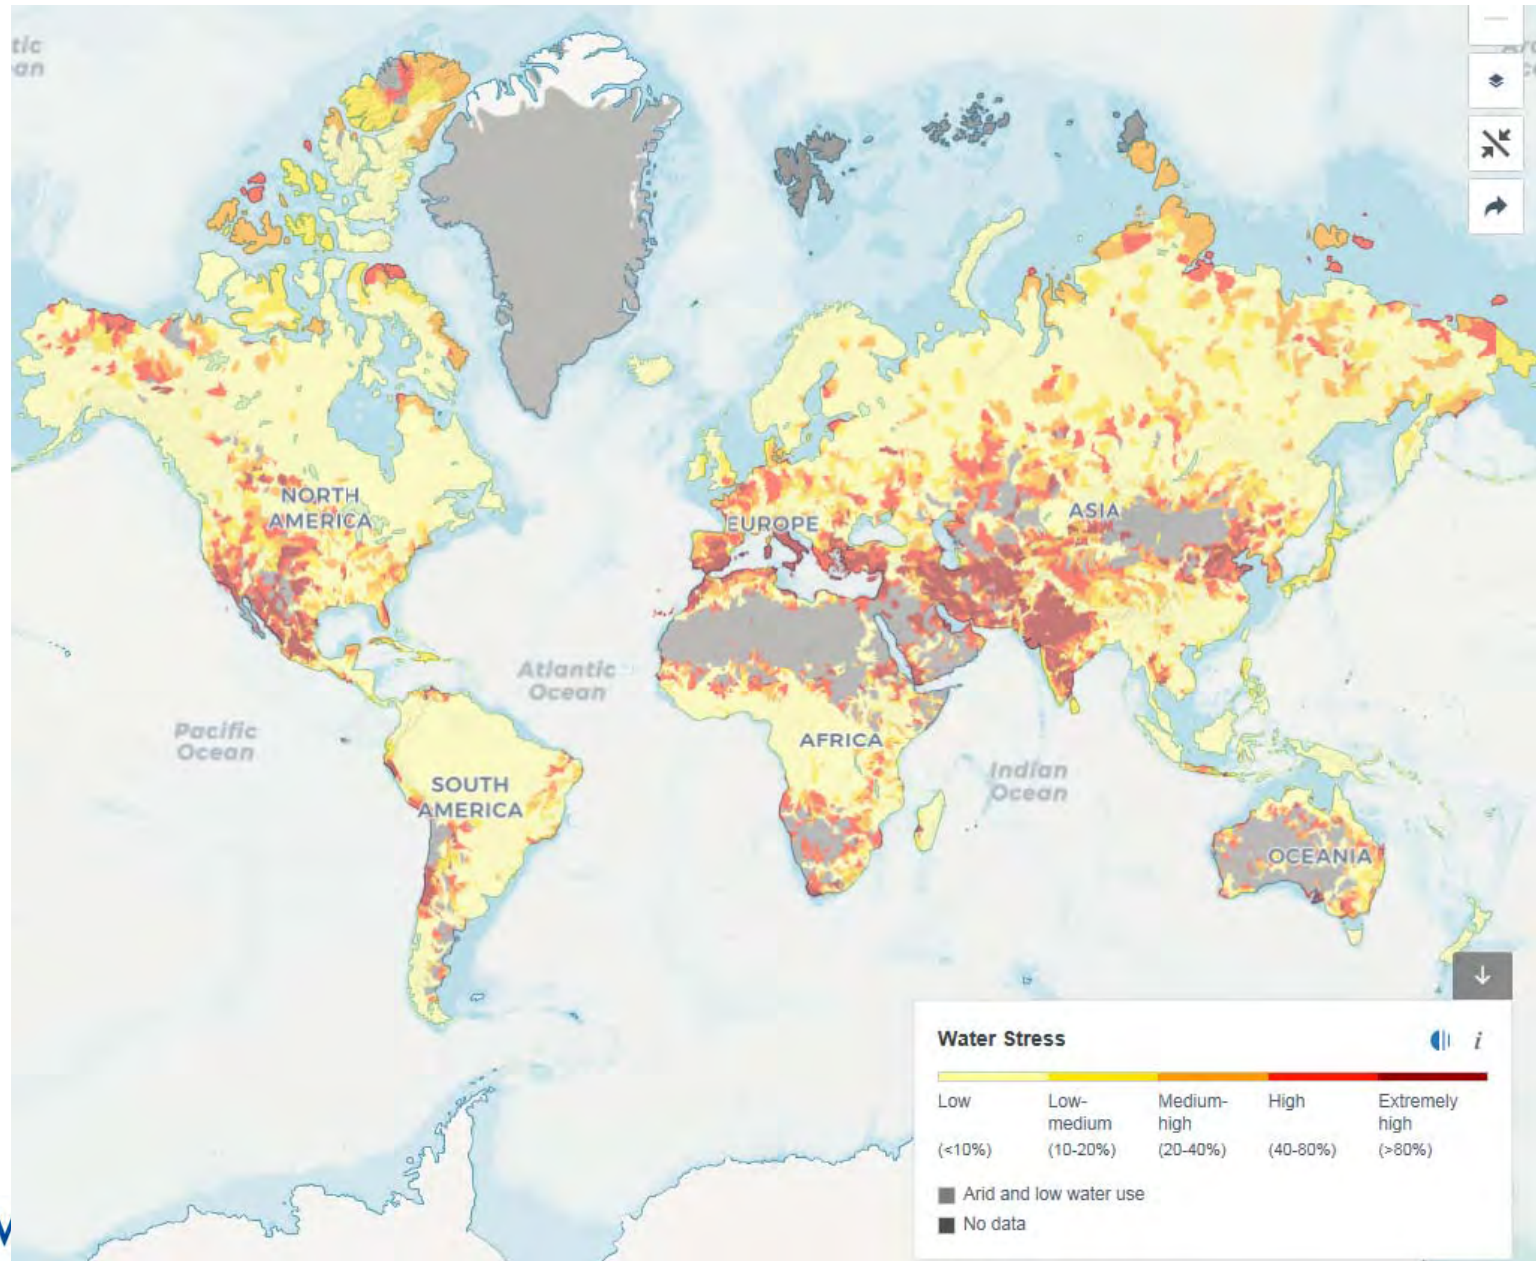 tic
an
NORTH
AMERICA
EUROPE
ASIA
Atlantic
Ocean
Pacific
Ocean
AFRICA
SOUTH
AMERICA
Indian
Ocean
OCEANIA
Water Stress
i
Low
Low-
medium
Medium-
high
High
Extremely
high
(<10%)
(10-20%)
(20-40%)
(40-80%)
(>80%)
Arid and low water use
No data